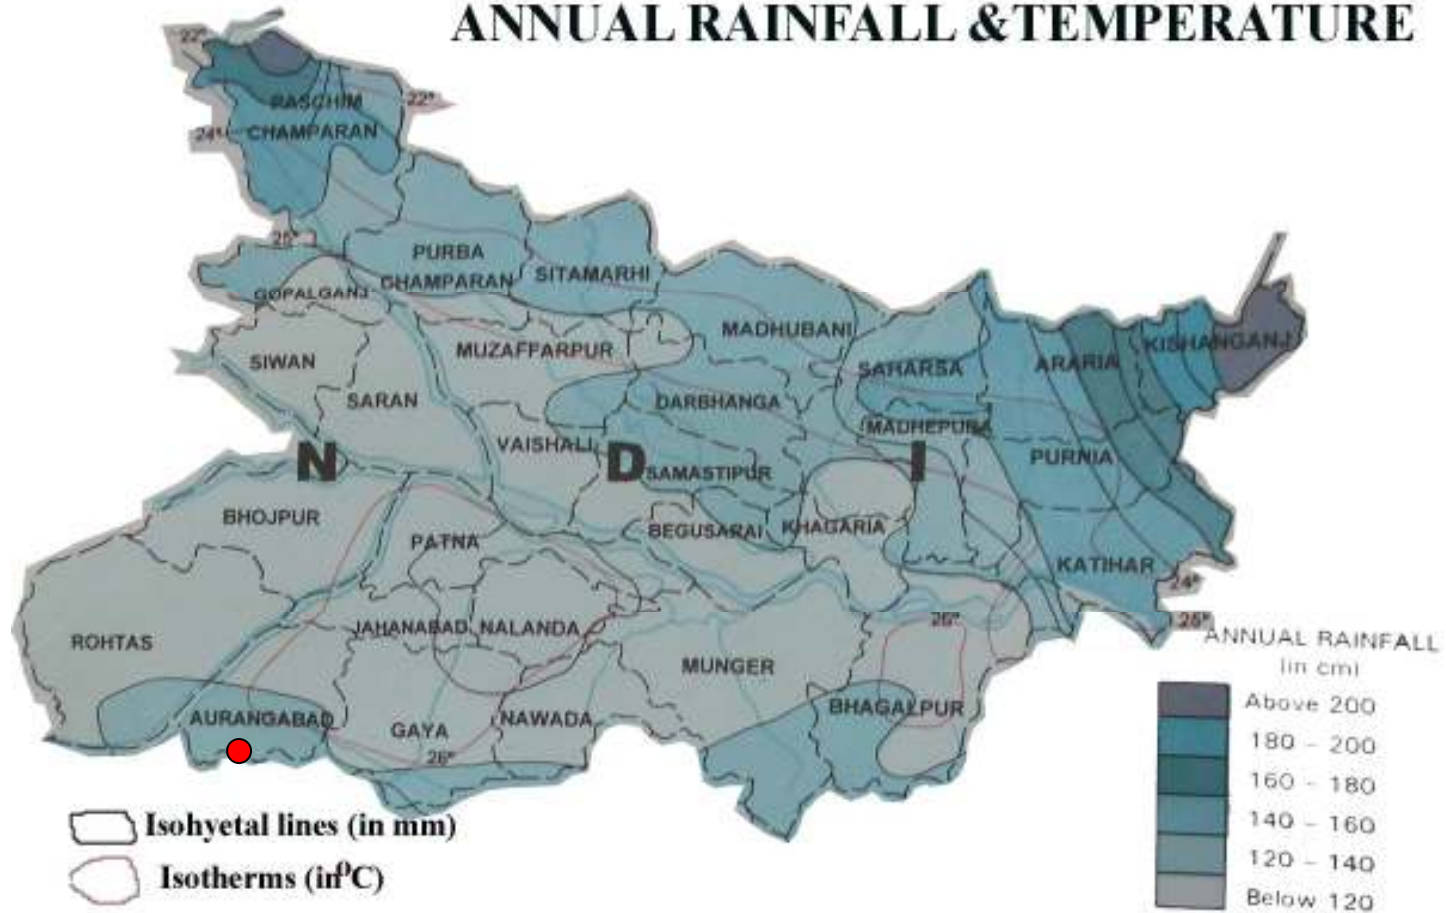 ANNUAL RAINFALL &TEMPERATURE
22°
22°
PASCHIM
24° CHAMPARAN
25°
PURBA
CHAMPARAN
SITAMARHI
GOPALGANJ
MADHUBANI
KISHANGANJ
SIWAN
MUZAFFARPUR
SAHARSA
ARARIA
SARAN
DARBHANGA
VAISHALI
MADHEPURA
N
D
I
SAMASTIPUR
PURNIA
BHOJPUR
PATNA
BEGUSARAI
KHAGARIA
KATIHAR
24°
ROHTAS
JAHANABAD
NALANDA
26°
25°
MUNGER
AURANGABAD
GAYA
NAWADA
BHAGALPUR
26°
ANNUAL RAINFALL
(in cm)
Above 200
180 - 200
160 - 180
140 - 160
120 - 140
Below 120
Isohyetal lines (in mm)
Isotherms (in⁰C)